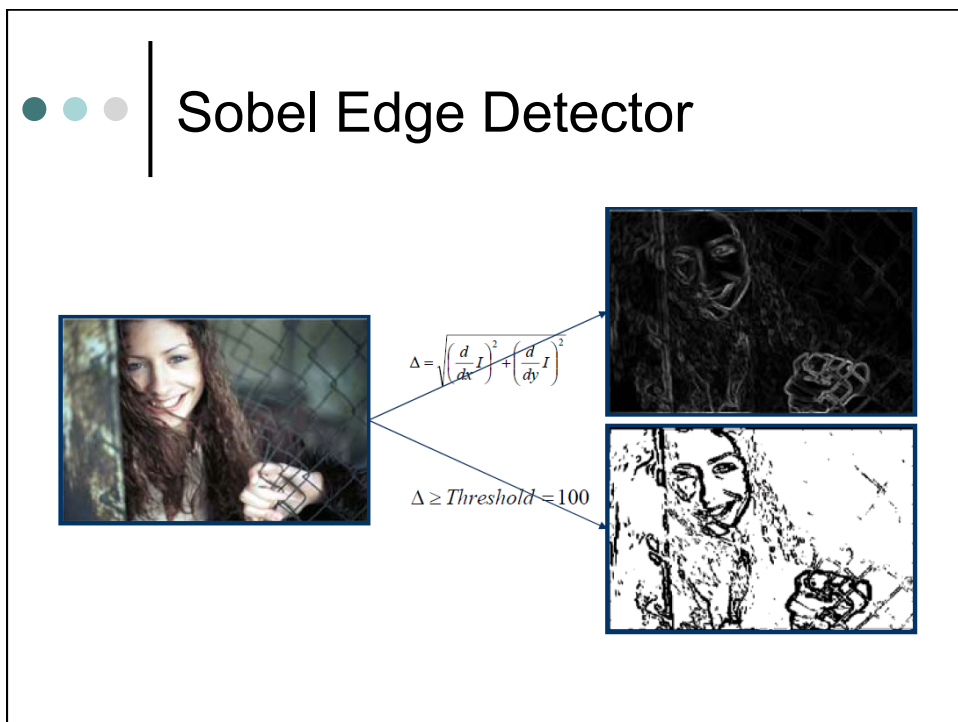 Sobel Edge Detector
Δ = √((d/dx I)² + (d/dy I)²)
Δ ≥ Threshold = 100